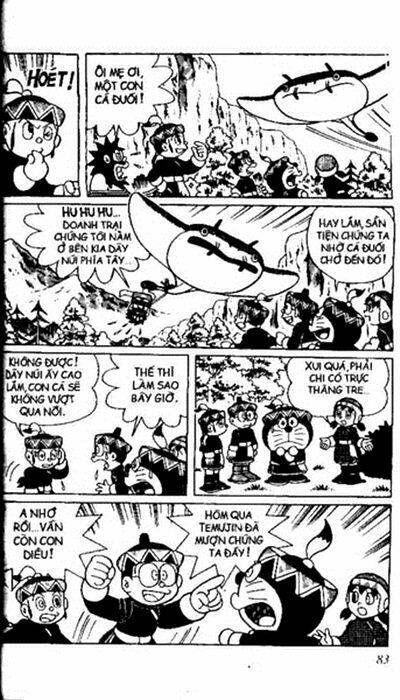 HOÉT!
ÔI MẸ ƠI,
MỘT CON
CÁ ĐUỐI!
HU HU HU...
DOANH TRẠI
CHÚNG TỚI NẰM
Ở BÊN KIA DÃY
NÚI PHÍA TÂY...
HAY LẮM, SẴN
TIỆN CHÚNG TA
NHỜ CÁ ĐUỐI
CHỞ ĐẾN ĐÓ!
KHÔNG ĐƯỢC!
DÃY NÚI ẤY CAO
LẮM, CON CÁ SẼ
KHÔNG VƯỢT
QUA NỔI.
THẾ THÌ
LÀM SAO
BÂY GIỜ.
XUI QUÁ, PHẢI
CHI CÓ TRỰC
THĂNG TRE...
A NHỚ
RỒI...VẪN
CÒN CON
DIỀU!
HÔM QUA
TEMUJIN ĐÃ
MƯỢN CHÚNG
TA ĐẤY!
83